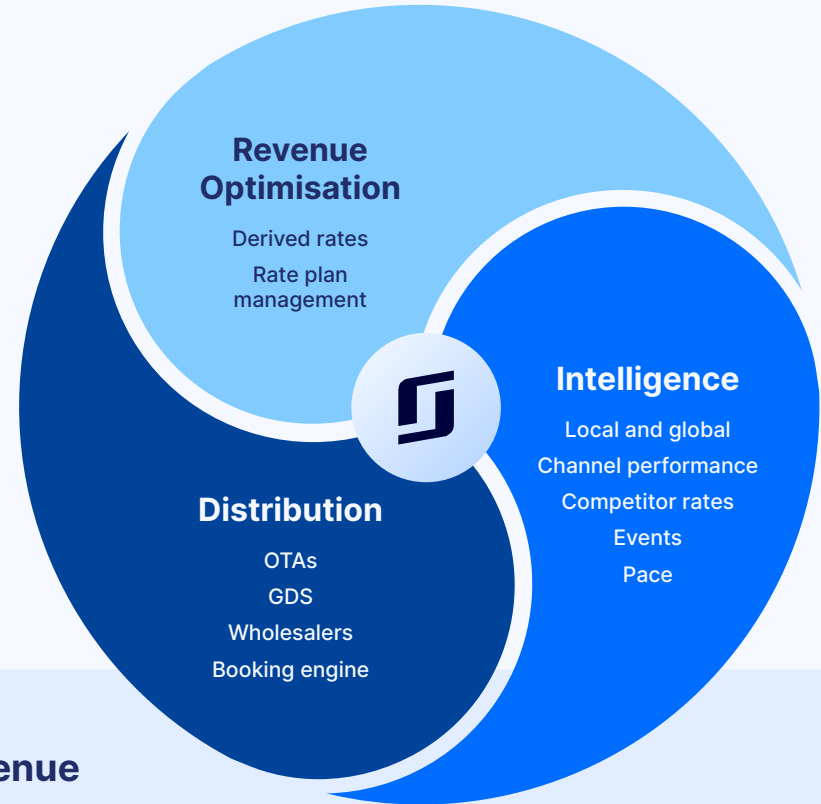 Revenue
Optimisation
Derived rates
Rate plan
management
Intelligence
Local and global
Channel performance
Competitor rates
Events
Pace
Distribution
OTAs
GDS
Wholesalers
Booking engine
enue